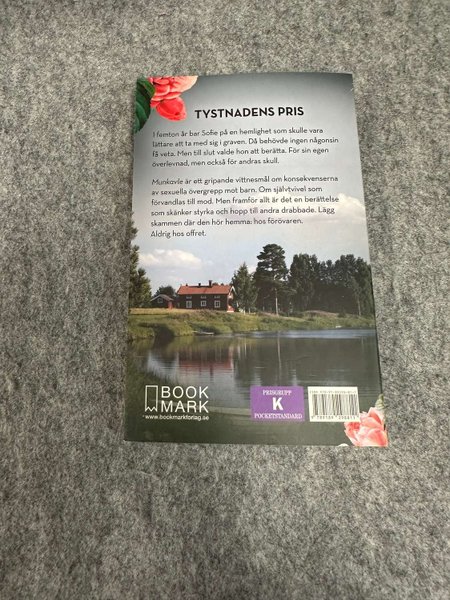 TYSTNADENS PRIS
I femton år bar Sofie på en hemlighet som skulle vara
lättare att ta med sig i graven. Då behövde ingen någonsin
få veta. Men till slut valde hon att berätta. För sin egen
överlevnad, men också för andras skull.
Munkavle är ett gripande vittnesmål om konsekvenserna
av sexuella övergrepp mot barn. Om självtvivel som
förvandlas till mod. Men framför allt är det en berättelse
som skänker styrka och hopp till andra drabbade. Lägg
skammen där den hör hemma: hos förövaren.
Aldrig hos offret.
BOOK
MARK
www.bookmarkforlag.se
PRISGRUPP
K
POCKETSTANDARD